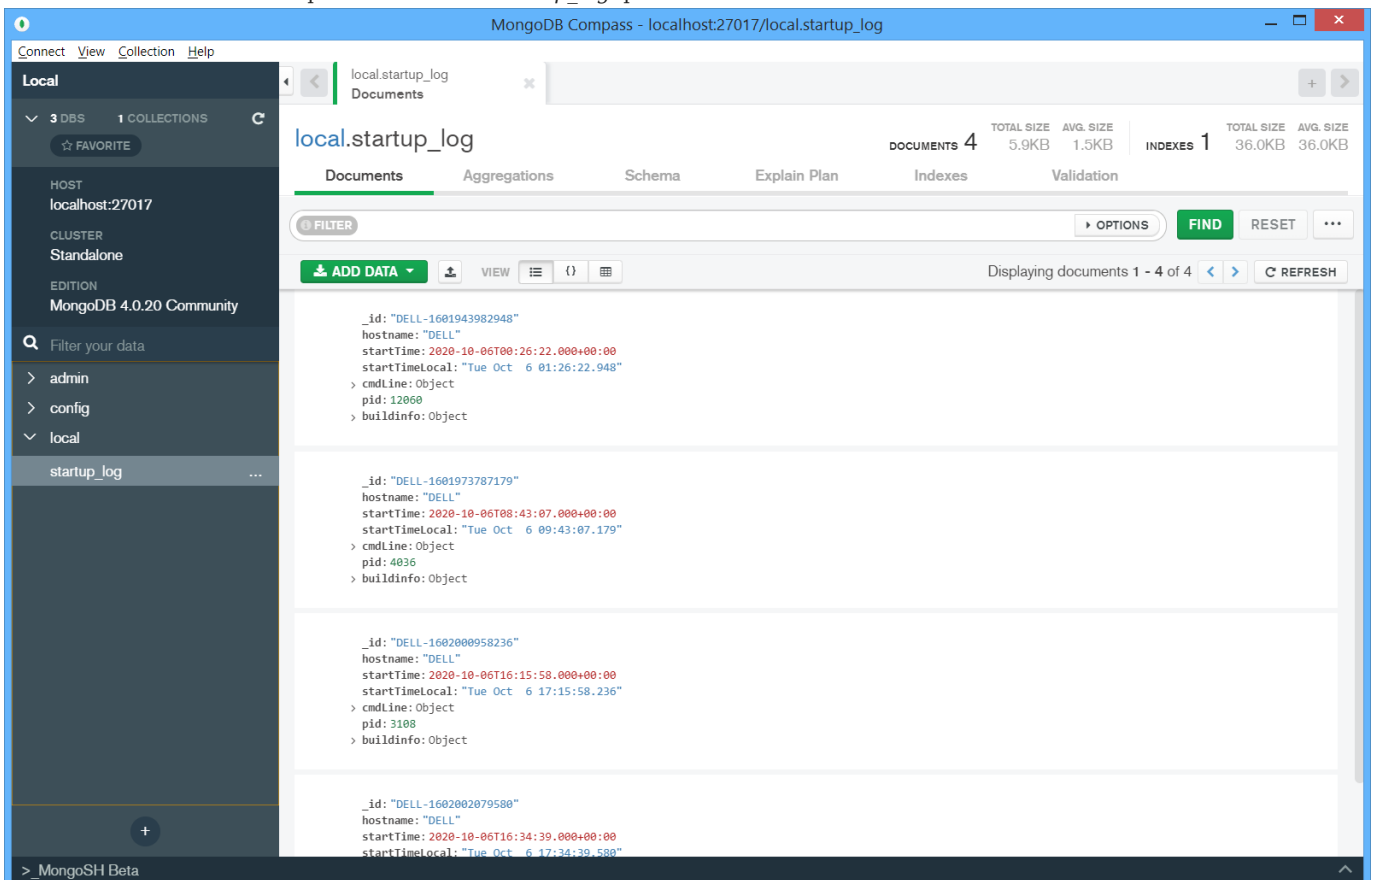 MongoDB Compass - localhost:27017/local.startup_log
Connect View Collection Help
Local
3 DBS 1 COLLECTIONS
FAVORITE
HOST
localhost:27017
CLUSTER
Standalone
EDITION
MongoDB 4.0.20 Community
Filter your data
admin
config
local
startup_log ...
>_MongoSH Beta
local.startup_log
Documents
local.startup_log
DOCUMENTS 4
TOTAL SIZE AVG. SIZE
5.9KB 1.5KB
INDEXES 1
TOTAL SIZE AVG. SIZE
36.0KB 36.0KB
Documents Aggregations Schema Explain Plan Indexes Validation
FILTER OPTIONS FIND RESET ...
ADD DATA VIEW {} Displaying documents 1 - 4 of 4 < > REFRESH
_id: "DELL-1601943982948"
hostname: "DELL"
startTime: 2020-10-06T00:26:22.000+00:00
startTimeLocal: "Tue Oct  6 01:26:22.948"
> cmdLine: Object
pid: 12060
> buildinfo: Object
_id: "DELL-1601973787179"
hostname: "DELL"
startTime: 2020-10-06T08:43:07.000+00:00
startTimeLocal: "Tue Oct  6 09:43:07.179"
> cmdLine: Object
pid: 4036
> buildinfo: Object
_id: "DELL-1602000958236"
hostname: "DELL"
startTime: 2020-10-06T16:15:58.000+00:00
startTimeLocal: "Tue Oct  6 17:15:58.236"
> cmdLine: Object
pid: 3108
> buildinfo: Object
_id: "DELL-1602002079580"
hostname: "DELL"
startTime: 2020-10-06T16:34:39.000+00:00
startTimeLocal: "Tue Oct  6 17:34:39.580"